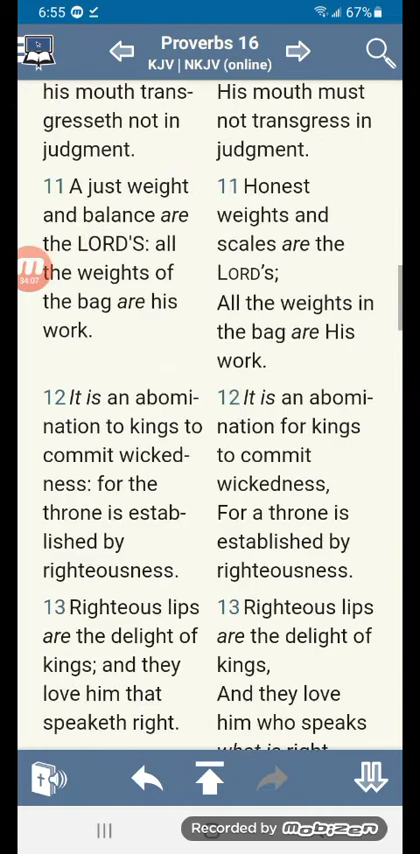 6:55
67%
Proverbs 16
KJV | NKJV (online)
his mouth trans-
gresseth not in
judgment.
11 A just weight
and balance are
the LORD'S: all
the weights of
the bag are his
work.
12 It is an abomi-
nation to kings to
commit wicked-
ness: for the
throne is estab-
lished by
righteousness.
13 Righteous lips
are the delight of
kings; and they
love him that
speaketh right.
His mouth must
not transgress in
judgment.
11 Honest
weights and
scales are the
LORD's;
All the weights in
the bag are His
work.
12 It is an abomi-
nation for kings
to commit
wickedness,
For a throne is
established by
righteousness.
13 Righteous lips
are the delight of
kings,
And they love
him who speaks
what is right.
34:07
Recorded by mobizen